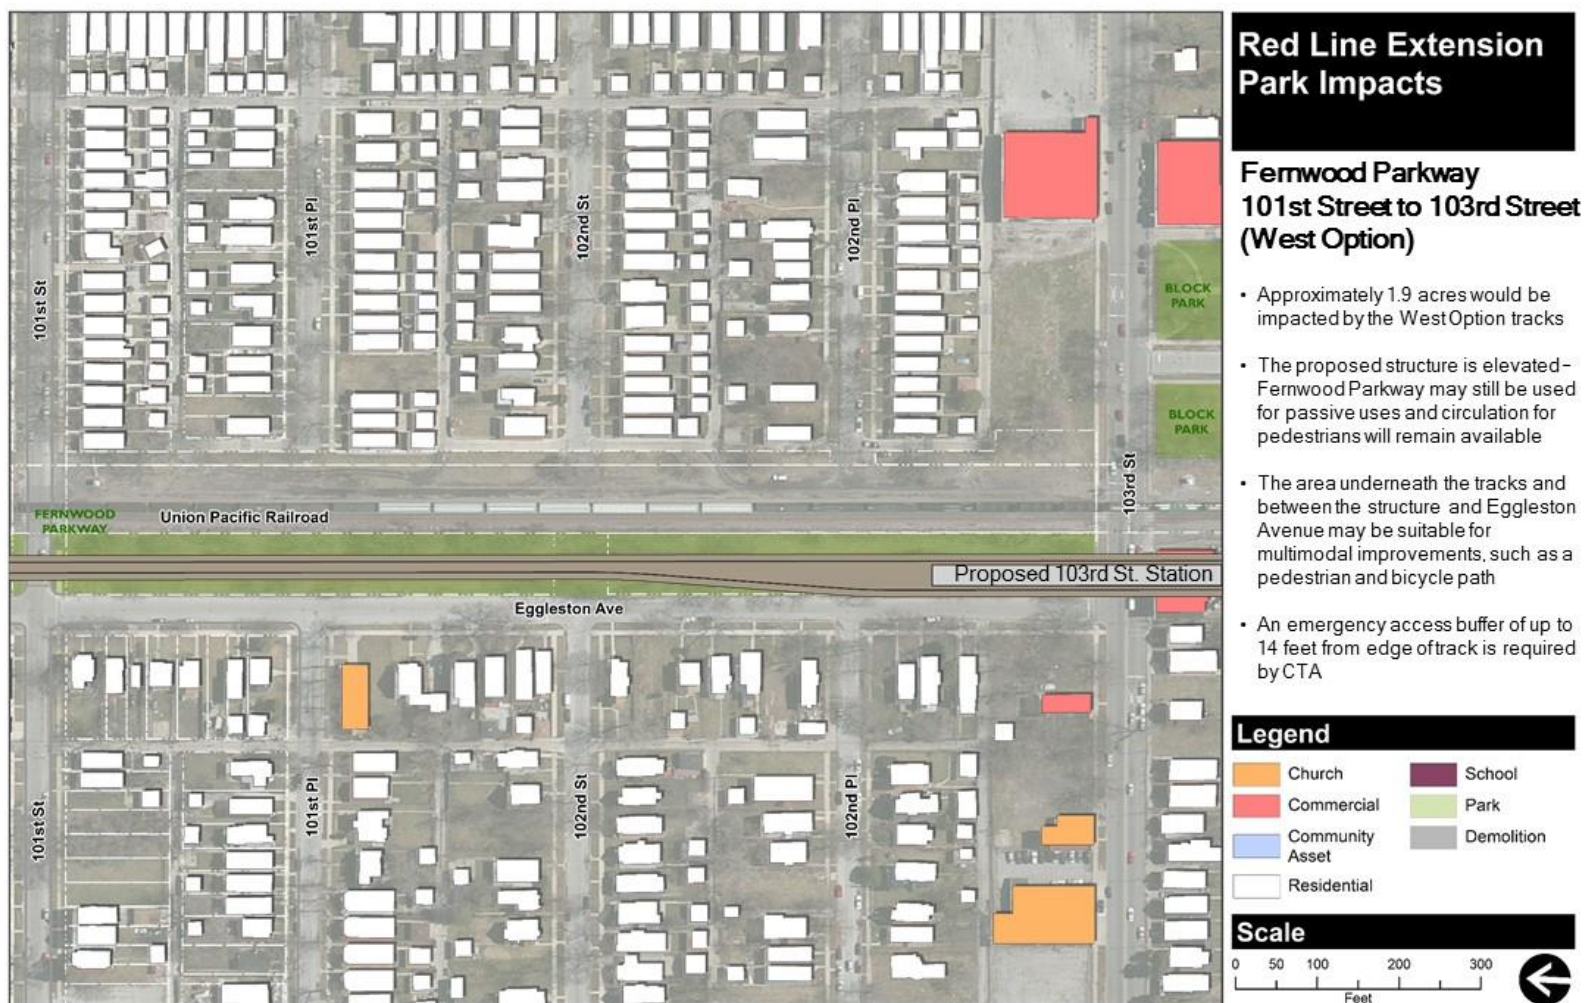 Red Line Extension
Park Impacts
Fernwood Parkway
101st Street to 103rd Street
(West Option)
• Approximately 1.9 acres would be
impacted by the West Option tracks
• The proposed structure is elevated–
Fernwood Parkway may still be used
for passive uses and circulation for
pedestrians will remain available
• The area underneath the tracks and
between the structure and Eggleston
Avenue may be suitable for
multimodal improvements, such as a
pedestrian and bicycle path
• An emergency access buffer of up to
14 feet from edge of track is required
by CTA
Legend
Church
School
Commercial
Park
Community
Asset
Demolition
Residential
Scale
0 50 100 200 300
Feet
101st St
101st Pl
102nd St
102nd Pl
BLOCK
PARK
BLOCK
PARK
103rd St
FERNWOOD
PARKWAY
Union Pacific Railroad
Proposed 103rd St. Station
Eggleston Ave
101st St
101st Pl
102nd St
102nd Pl